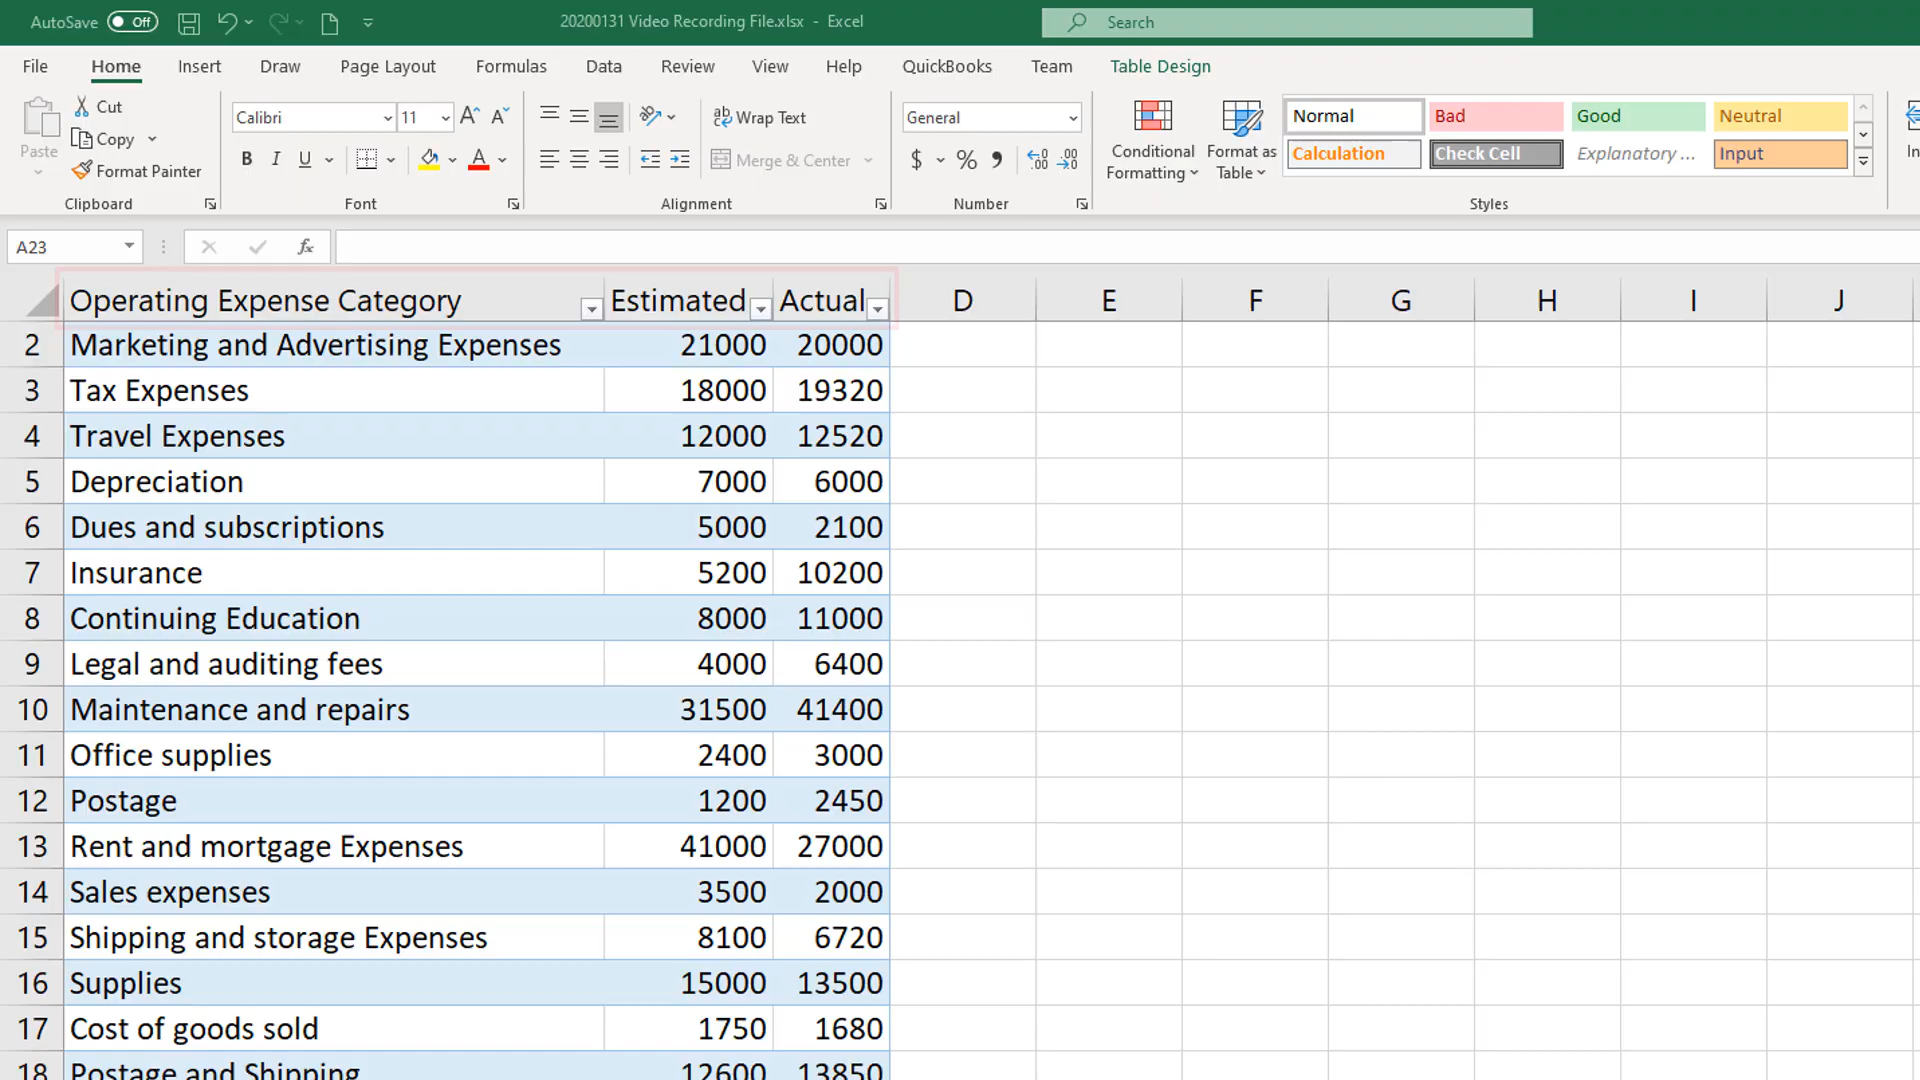 AutoSave Off 20200131 Video Recording File.xlsx - Excel Search
File Home Insert Draw Page Layout Formulas Data Review View Help QuickBooks Team Table Design
Paste Cut Copy Format Painter Clipboard
Calibri 11 B I U A Font
Wrap Text Merge & Center Alignment
General $ % Number
Conditional Formatting Format as Table
Normal Bad Good Neutral
Calculation Check Cell Explanatory ... Input
Styles
In
A23 fx
Operating Expense Category Estimated Actual D E F G H I J
2 Marketing and Advertising Expenses 21000 20000
3 Tax Expenses 18000 19320
4 Travel Expenses 12000 12520
5 Depreciation 7000 6000
6 Dues and subscriptions 5000 2100
7 Insurance 5200 10200
8 Continuing Education 8000 11000
9 Legal and auditing fees 4000 6400
10 Maintenance and repairs 31500 41400
11 Office supplies 2400 3000
12 Postage 1200 2450
13 Rent and mortgage Expenses 41000 27000
14 Sales expenses 3500 2000
15 Shipping and storage Expenses 8100 6720
16 Supplies 15000 13500
17 Cost of goods sold 1750 1680
18 Postage and Shipping 12600 13850